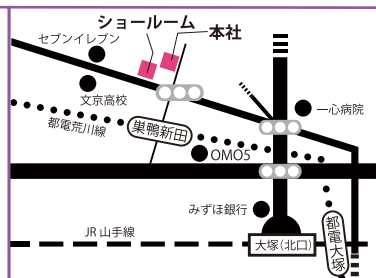 ショールーム
本社
セブンイレブン
文京高校
一心病院
都電荒川線
巣鴨新田
OMO5
みずほ銀行
都電大塚
JR 山手線
大塚（北口）